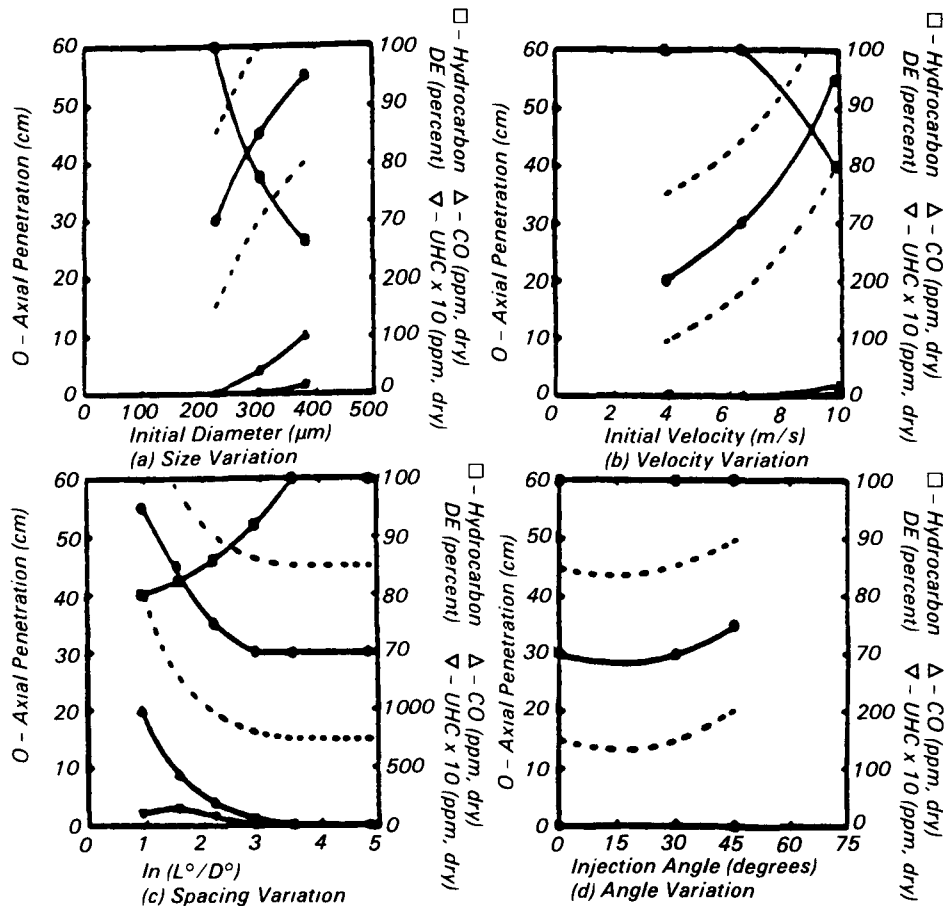 60
50
40
30
20
10
0
O – Axial Penetration (cm)
0 100 200 300 400 500
Initial Diameter (μm)
(a) Size Variation
100
90
80
70
200
100
0
□ – Hydrocarbon
DE (percent)
△ – CO (ppm, dry)
▽ – UHC x 10 (ppm, dry)
60
50
40
30
20
10
0
O – Axial Penetration (cm)
0 2 4 6 8 10
Initial Velocity (m/s)
(b) Velocity Variation
100
90
80
70
200
100
0
□ – Hydrocarbon
DE (percent)
△ – CO (ppm, dry)
▽ – UHC x 10 (ppm, dry)
60
50
40
30
20
10
0
O – Axial Penetration (cm)
0 1 2 3 4 5
ln (L°/D°)
(c) Spacing Variation
100
90
80
70
1000
500
0
□ – Hydrocarbon
DE (percent)
△ – CO (ppm, dry)
▽ – UHC x 10 (ppm, dry)
60
50
40
30
20
10
0
O – Axial Penetration (cm)
0 15 30 45 60 75
Injection Angle (degrees)
(d) Angle Variation
100
90
80
70
200
100
0
□ – Hydrocarbon
DE (percent)
△ – CO (ppm, dry)
▽ – UHC x 10 (ppm, dry)